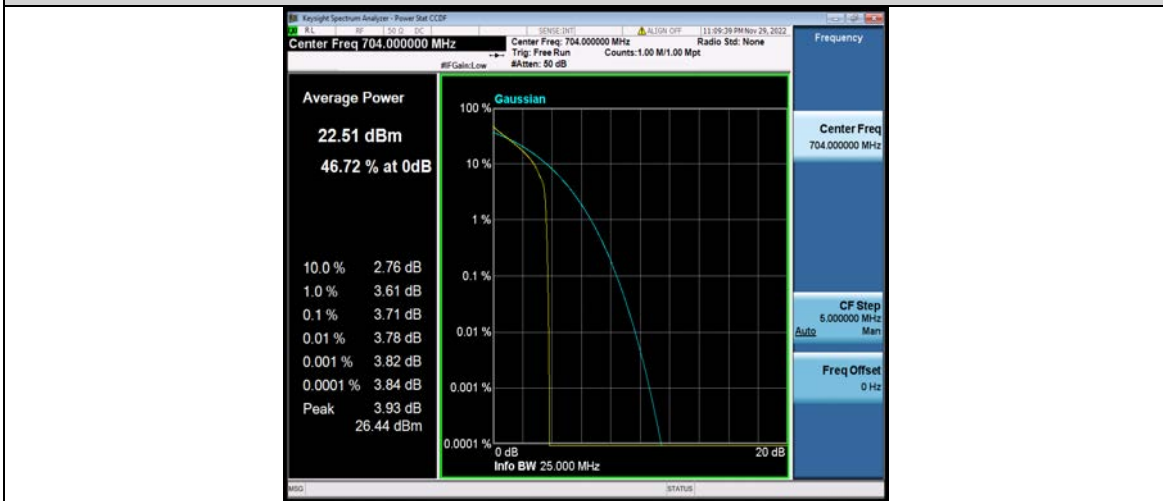 Keysight Spectrum Analyzer - Power Stat CCDF
RL RF 50 Ω DC SENSE:INT ALIGN OFF 11:09:39 PM Nov 29, 2022
Center Freq 704.000000 MHz
Center Freq: 704.000000 MHz Radio Std: None
Trig: Free Run Counts:1.00 M/1.00 Mpt
#IFGain:Low #Atten: 50 dB
Frequency
Average Power
22.51 dBm
46.72 % at 0dB
10.0 % 2.76 dB
1.0 % 3.61 dB
0.1 % 3.71 dB
0.01 % 3.78 dB
0.001 % 3.82 dB
0.0001 % 3.84 dB
Peak 3.93 dB
26.44 dBm
Gaussian
100 %
10 %
1 %
0.1 %
0.01 %
0.001 %
0.0001 %
0 dB 20 dB
Info BW 25.000 MHz
Center Freq
704.000000 MHz
CF Step
5.000000 MHz
Auto Man
Freq Offset
0 Hz
MSG STATUS